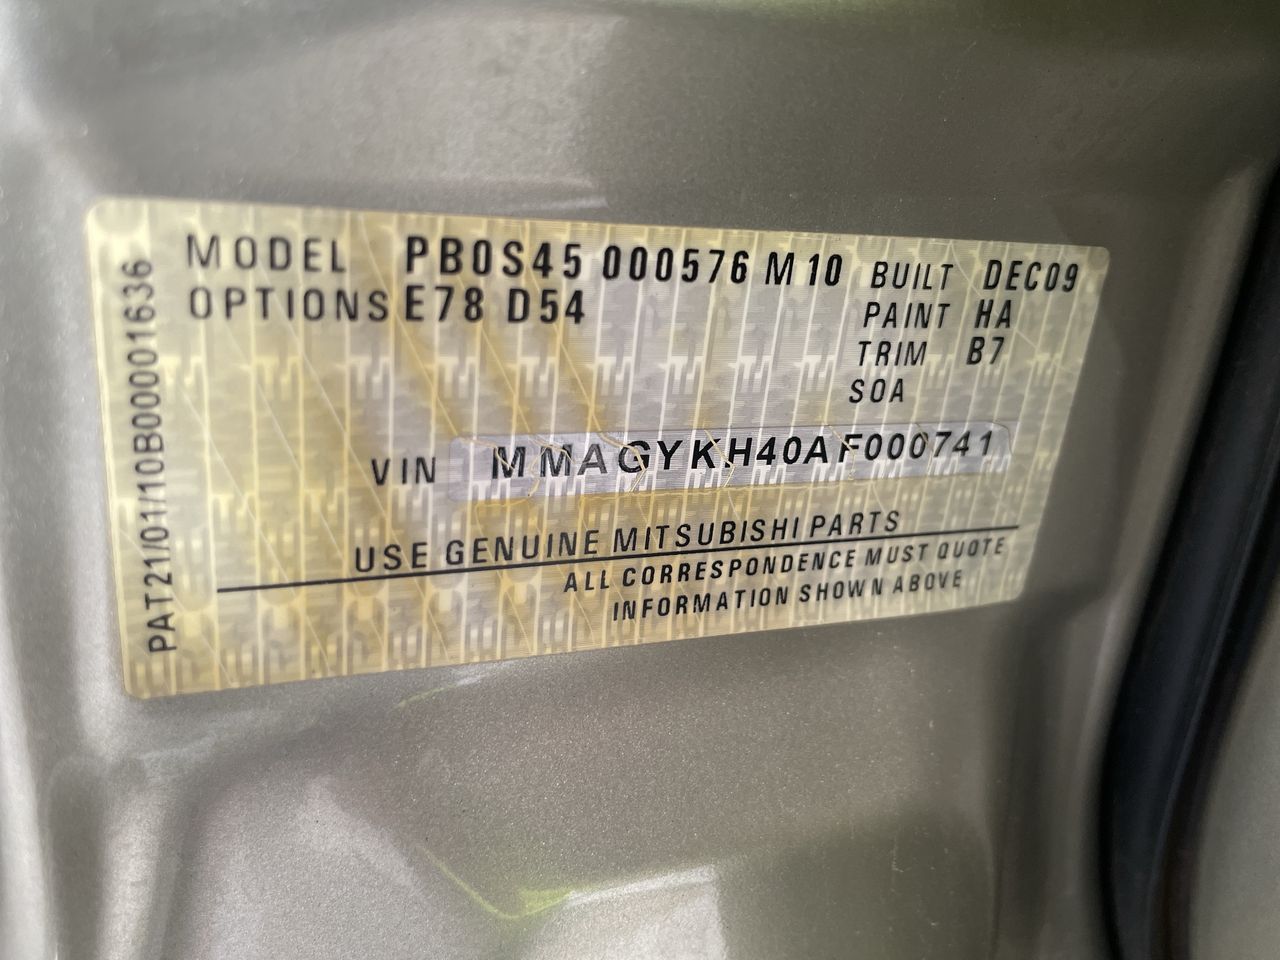 MODEL PB0S45 000576 M10 BUILT DEC09
OPTIONS E78 D54 PAINT HA
TRIM B7
SOA
VIN MMAGYKH40AF000741
USE GENUINE MITSUBISHI PARTS
ALL CORRESPONDENCE MUST QUOTE
INFORMATION SHOWN ABOVE
PAT21/01/10B00001636